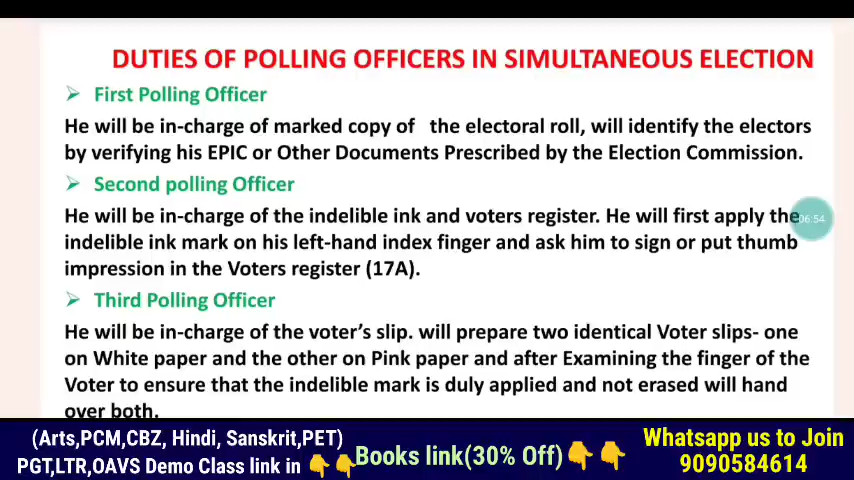 DUTIES OF POLLING OFFICERS IN SIMULTANEOUS ELECTION
➢ First Polling Officer
He will be in-charge of marked copy of the electoral roll, will identify the electors
by verifying his EPIC or Other Documents Prescribed by the Election Commission.
➢ Second polling Officer
He will be in-charge of the indelible ink and voters register. He will first apply the
06:54
indelible ink mark on his left-hand index finger and ask him to sign or put thumb
impression in the Voters register (17A).
➢ Third Polling Officer
He will be in-charge of the voter's slip. will prepare two identical Voter slips- one
on White paper and the other on Pink paper and after Examining the finger of the
Voter to ensure that the indelible mark is duly applied and not erased will hand
over both.
(Arts,PCM,CBZ, Hindi, Sanskrit,PET)
PGT,LTR,OAVS Demo Class link in 👇👇
Books link(30% Off)👇👇
Whatsapp us to Join
9090584614